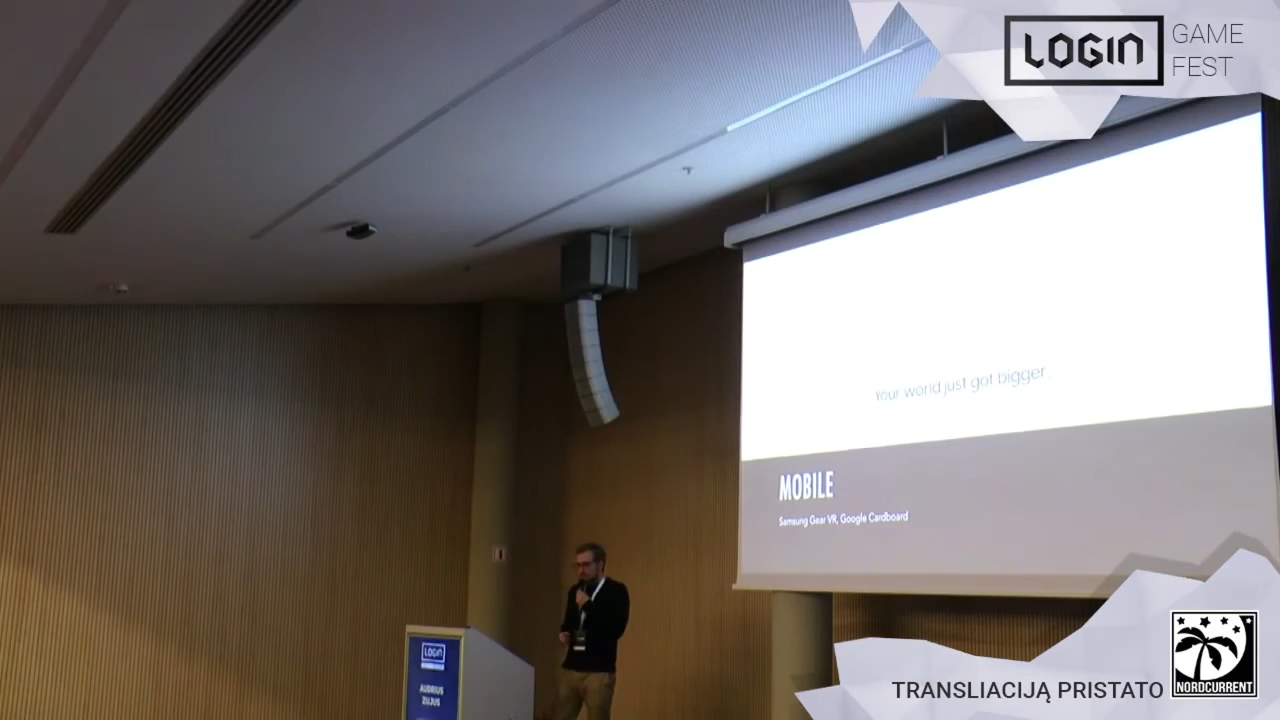 LOGIN
GAME
FEST
Your world just got bigger.
MOBILE
Samsung Gear VR, Google Cardboard
LOGIN
AUDRIUS
ZUJUS
TRANSLIACIJĄ PRISTATO
NORDCURRENT